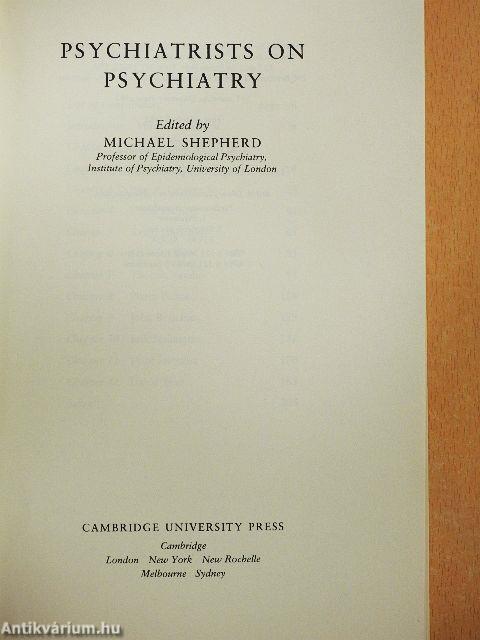 PSYCHIATRISTS ON
PSYCHIATRY
Edited by
MICHAEL SHEPHERD
Professor of Epidemiological Psychiatry,
Institute of Psychiatry, University of London
CAMBRIDGE UNIVERSITY PRESS
Cambridge
London New York New Rochelle
Melbourne Sydney
Antikvárium.hu